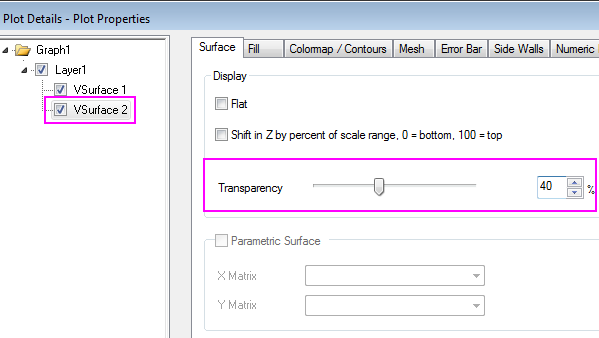 Plot Details - Plot Properties
Graph1
Layer1
VSurface 1
VSurface 2
Surface Fill Colormap / Contours Mesh Error Bar Side Walls Numeric
Display
Flat
Shift in Z by percent of scale range, 0 = bottom, 100 = top
Transparency 40 %
Parametric Surface
X Matrix
Y Matrix